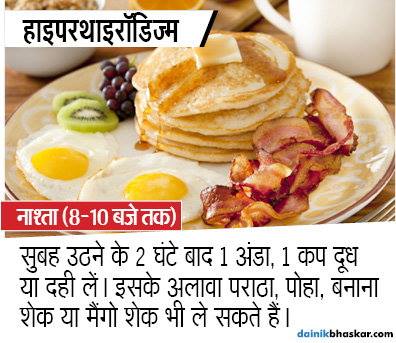 हाइपरथाइरॉडिज्म
नाश्ता (8-10 बजे तक)
सुबह उठने के 2 घंटे बाद 1 अंडा, 1 कप दूध
या दही लें। इसके अलावा पराठा, पोहा, बनाना
शेक या मैंगो शेक भी ले सकते हैं।
dainikbhaskar.com